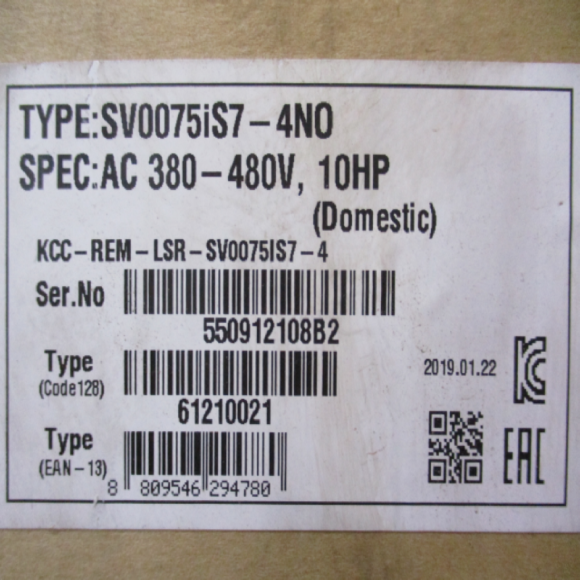 TYPE:SV0075iS7-4NO
SPEC:AC 380-480V, 10HP
(Domestic)
KCC-REM-LSR-SV0075IS7-4
Ser.No
550912108B2
Type
(Code128)
61210021
2019.01.22
Type
(EAN-13)
8 809546 294780
EAC